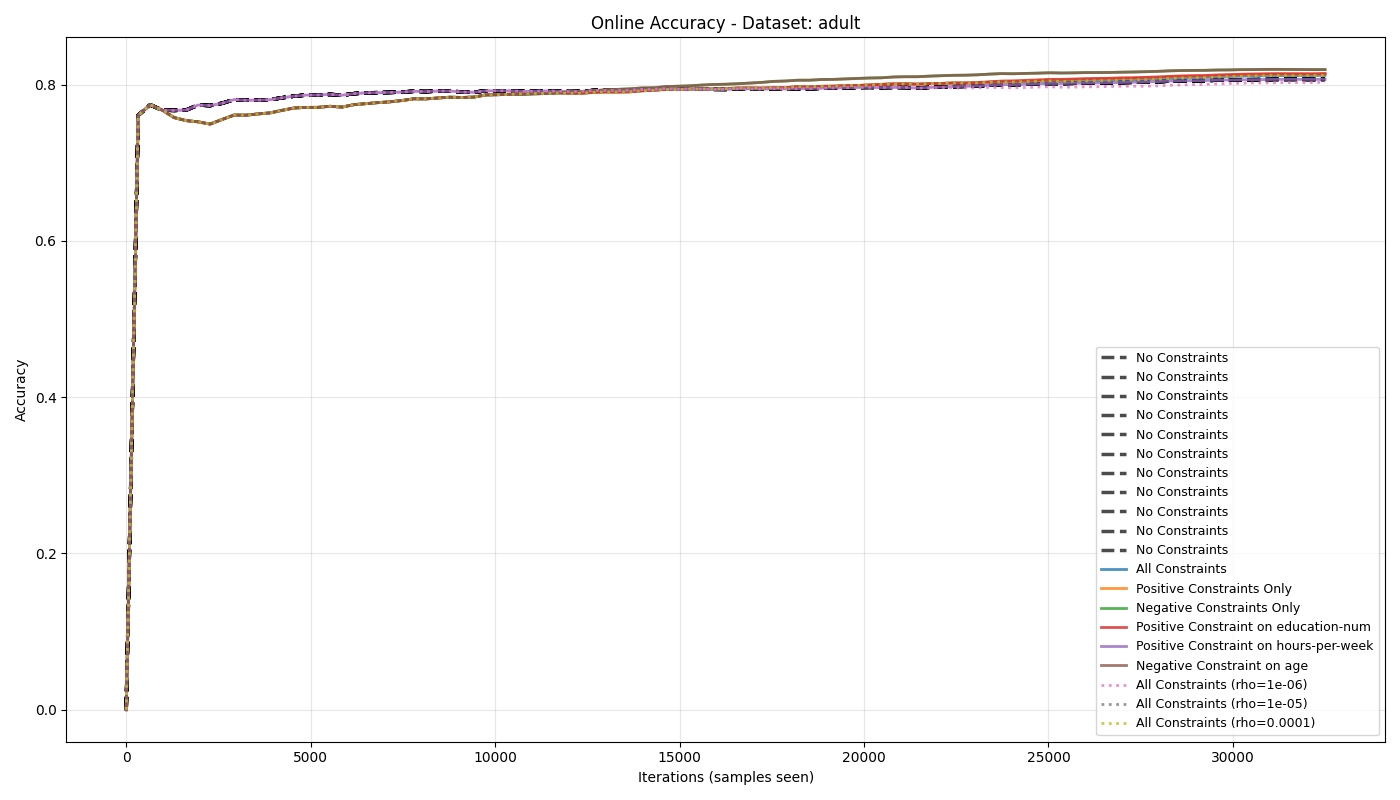 Online Accuracy - Dataset: adult
Accuracy
0.8
0.6
0.4
0.2
0.0
No Constraints
No Constraints
No Constraints
No Constraints
No Constraints
No Constraints
No Constraints
No Constraints
No Constraints
No Constraints
No Constraints
All Constraints
Positive Constraints Only
Negative Constraints Only
Positive Constraint on education-num
Positive Constraint on hours-per-week
Negative Constraint on age
All Constraints (rho=1e-06)
All Constraints (rho=1e-05)
All Constraints (rho=0.0001)
0 5000 10000 15000 20000 25000 30000
Iterations (samples seen)